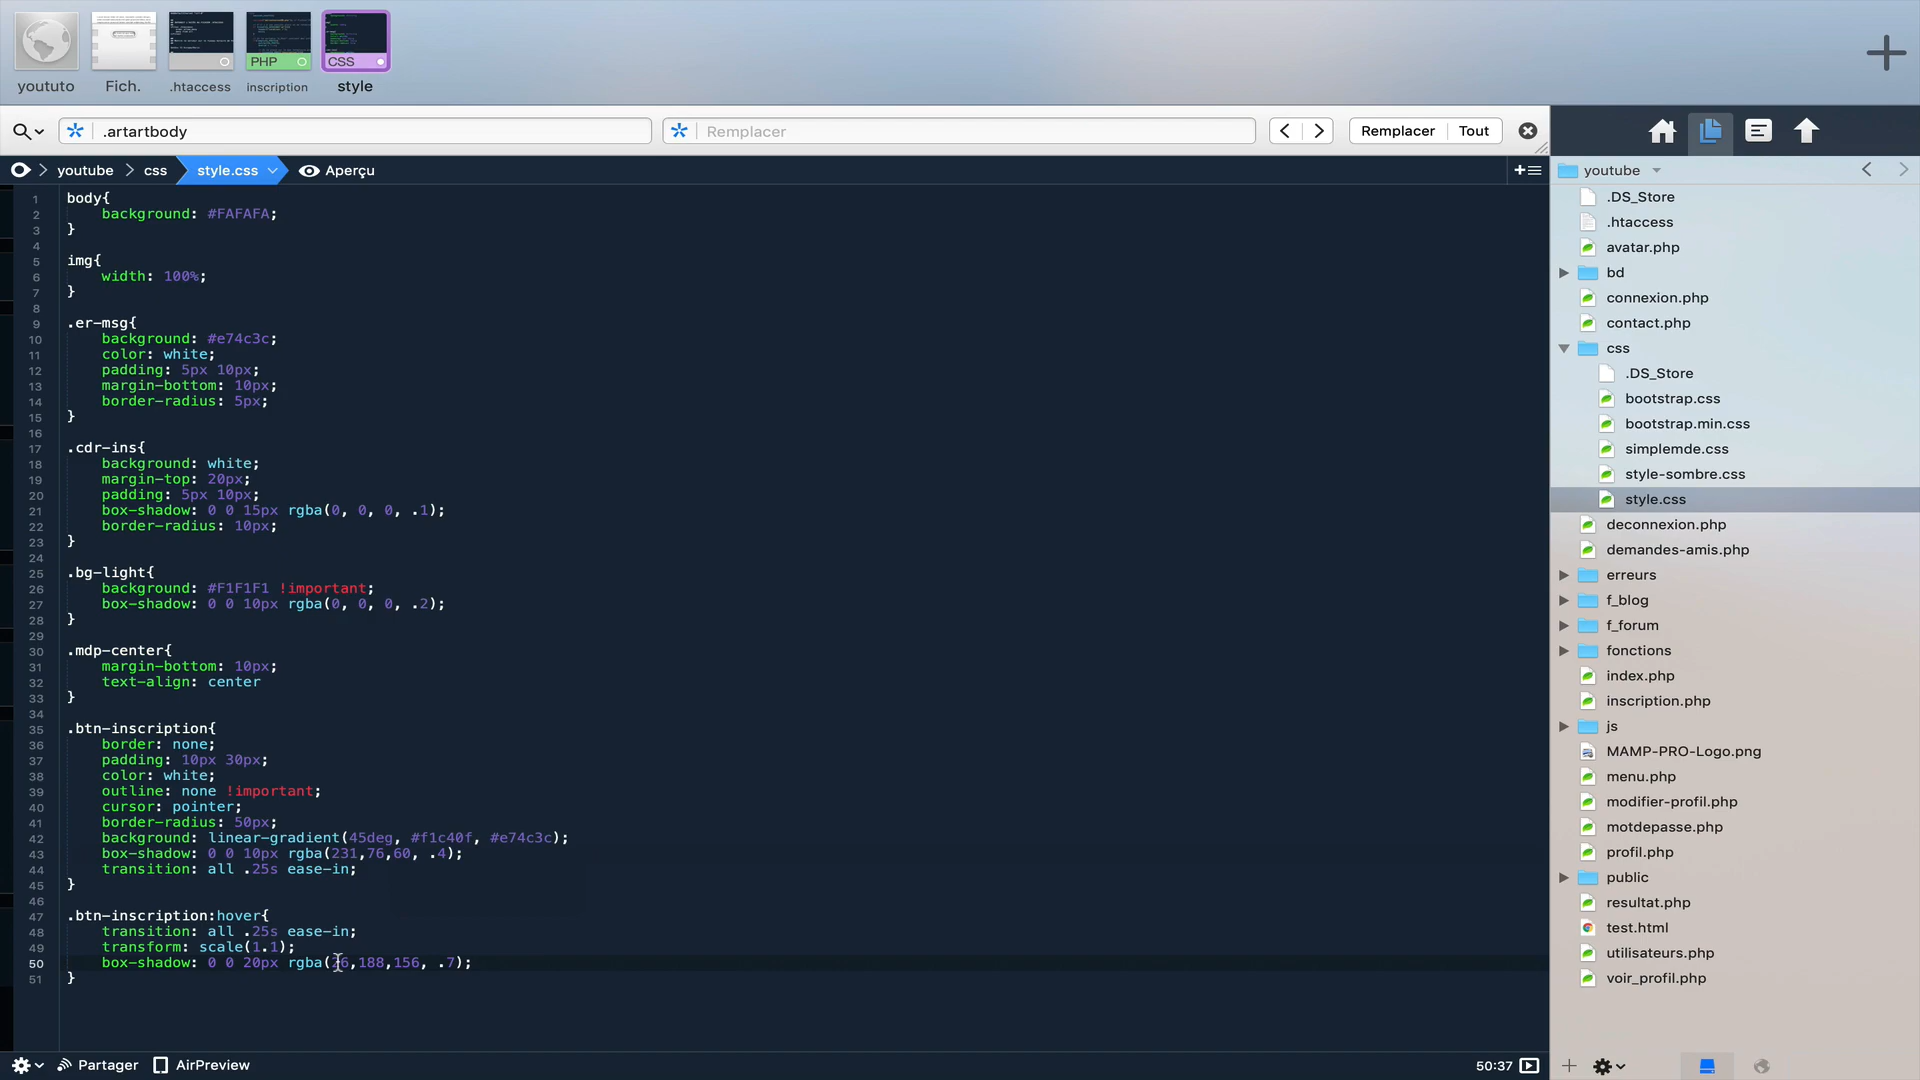 PHP
CSS
yoututo
Fich.
.htaccess
inscription
style
.artartbody
Remplacer
Remplacer
Tout
youtube
css
style.css
Aperçu
1 body{
2 background: #FAFAFA;
3 }
4
5 img{
6 width: 100%;
7 }
8
9 .er-msg{
10 background: #e74c3c;
11 color: white;
12 padding: 5px 10px;
13 margin-bottom: 10px;
14 border-radius: 5px;
15 }
16
17 .cdr-ins{
18 background: white;
19 margin-top: 20px;
20 padding: 5px 10px;
21 box-shadow: 0 0 15px rgba(0, 0, 0, .1);
22 border-radius: 10px;
23 }
24
25 .bg-light{
26 background: #F1F1F1 !important;
27 box-shadow: 0 0 10px rgba(0, 0, 0, .2);
28 }
29
30 .mdp-center{
31 margin-bottom: 10px;
32 text-align: center
33 }
34
35 .btn-inscription{
36 border: none;
37 padding: 10px 30px;
38 color: white;
39 outline: none !important;
40 cursor: pointer;
41 border-radius: 50px;
42 background: linear-gradient(45deg, #f1c40f, #e74c3c);
43 box-shadow: 0 0 10px rgba(231,76,60, .4);
44 transition: all .25s ease-in;
45 }
46
47 .btn-inscription:hover{
48 transition: all .25s ease-in;
49 transform: scale(1.1);
50 box-shadow: 0 0 20px rgba(26,188,156, .7);
51 }
Partager
AirPreview
50:37
youtube
.DS_Store
.htaccess
avatar.php
bd
connexion.php
contact.php
css
.DS_Store
bootstrap.css
bootstrap.min.css
simplemde.css
style-sombre.css
style.css
deconnexion.php
demandes-amis.php
erreurs
f_blog
f_forum
fonctions
index.php
inscription.php
js
MAMP-PRO-Logo.png
menu.php
modifier-profil.php
motdepasse.php
profil.php
public
resultat.php
test.html
utilisateurs.php
voir_profil.php